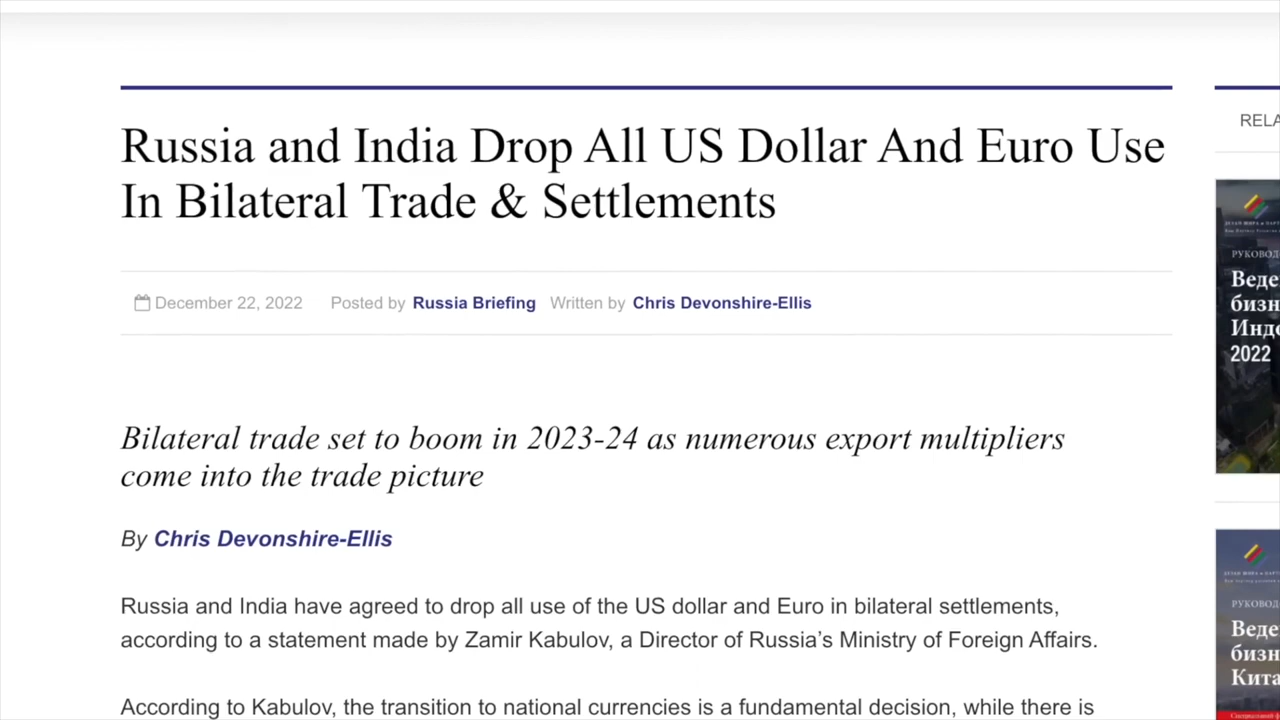 Russia and India Drop All US Dollar And Euro Use
In Bilateral Trade & Settlements
December 22, 2022 Posted by Russia Briefing Written by Chris Devonshire-Ellis
Bilateral trade set to boom in 2023-24 as numerous export multipliers
come into the trade picture
By Chris Devonshire-Ellis
Russia and India have agreed to drop all use of the US dollar and Euro in bilateral settlements,
according to a statement made by Zamir Kabulov, a Director of Russia’s Ministry of Foreign Affairs.
According to Kabulov, the transition to national currencies is a fundamental decision, while there is
RELA
РУКОВОД
Веде
бизн
Индо
2022
РУКОВОД
Веде
бизн
Кита